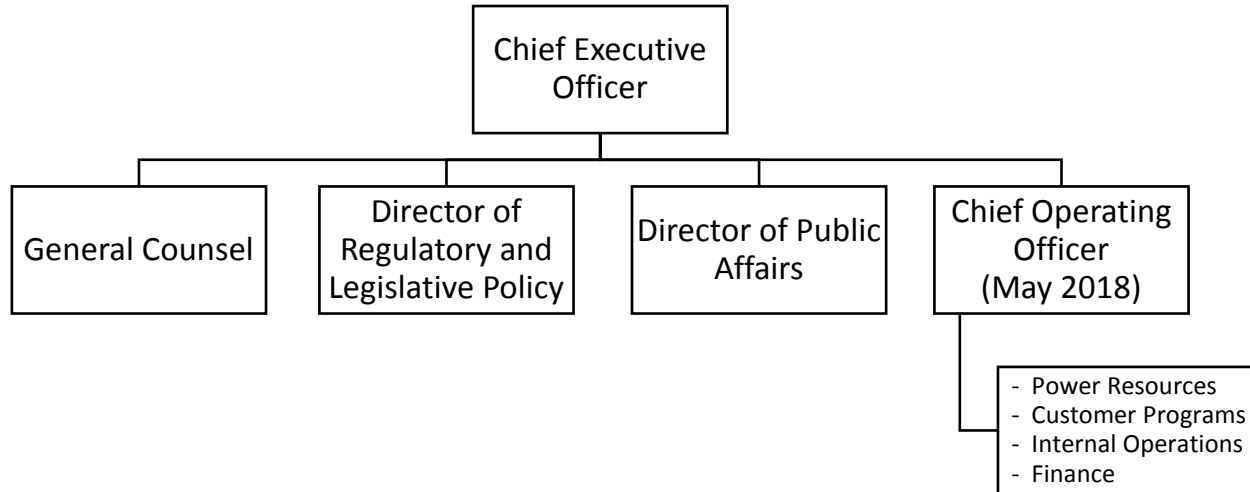 Chief Executive
Officer
General Counsel
Director of
Regulatory and
Legislative Policy
Director of Public
Affairs
Chief Operating
Officer
(May 2018)
- Power Resources
- Customer Programs
- Internal Operations
- Finance